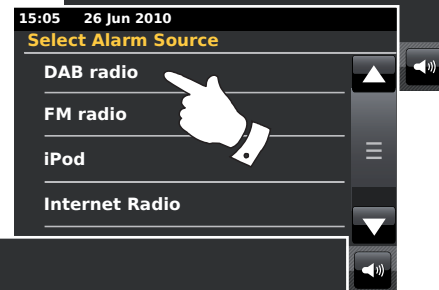 15:05 26 Jun 2010
Select Alarm Source
DAB radio
FM radio
iPod
Internet Radio